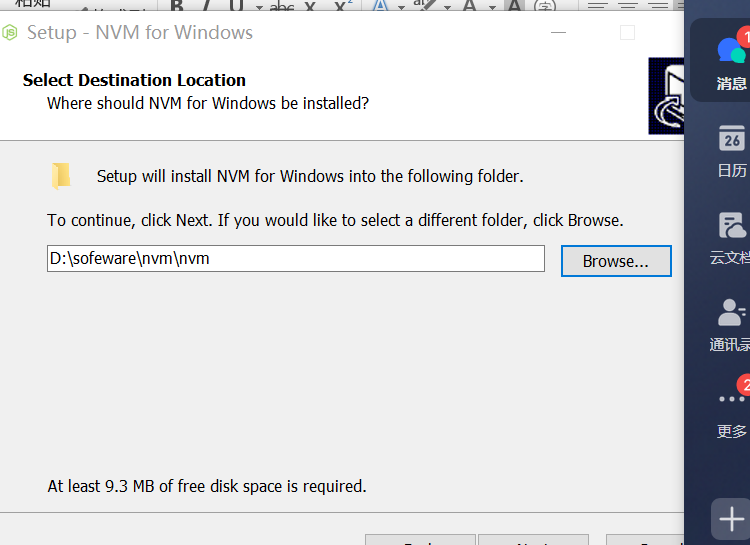 Setup - NVM for Windows
Select Destination Location
Where should NVM for Windows be installed?
Setup will install NVM for Windows into the following folder.
To continue, click Next. If you would like to select a different folder, click Browse.
D:\sofeware\nvm\nvm
Browse...
At least 9.3 MB of free disk space is required.
消息
26
日历
云文档
通讯录
2
更多